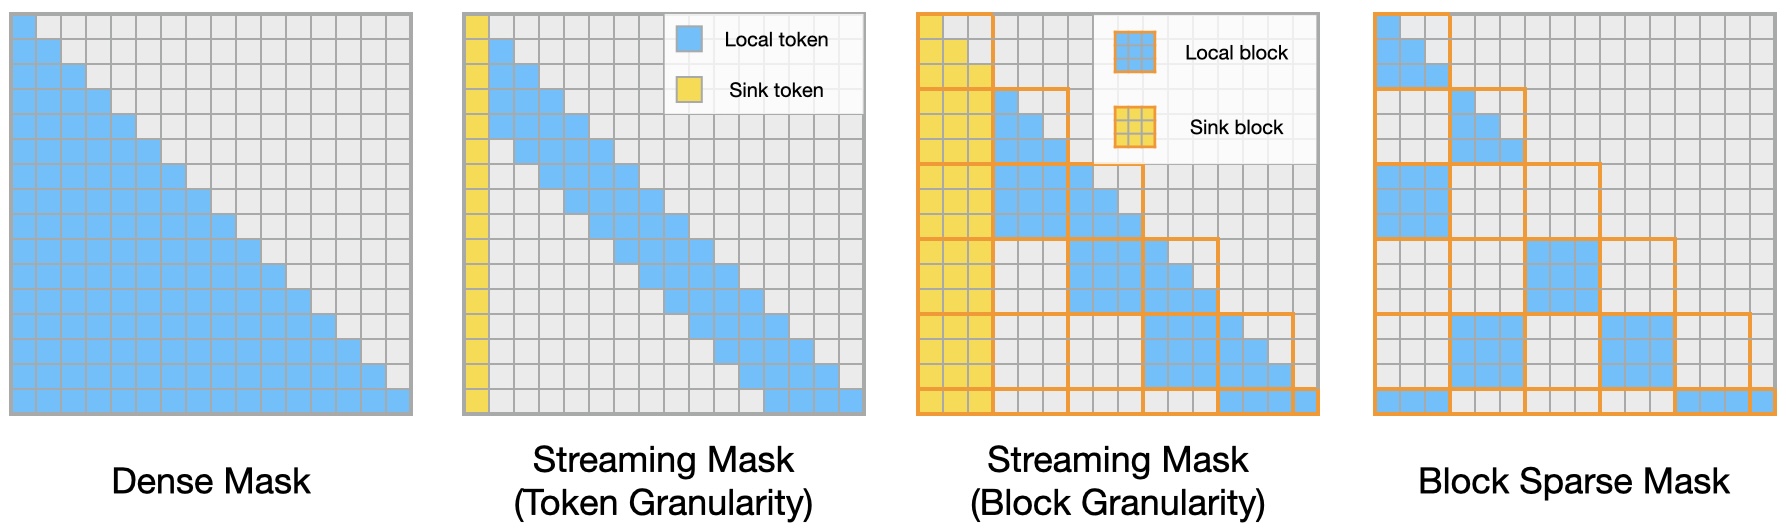 Local token
Sink token
Local block
Sink block
Dense Mask
Streaming Mask
(Token Granularity)
Streaming Mask
(Block Granularity)
Block Sparse Mask